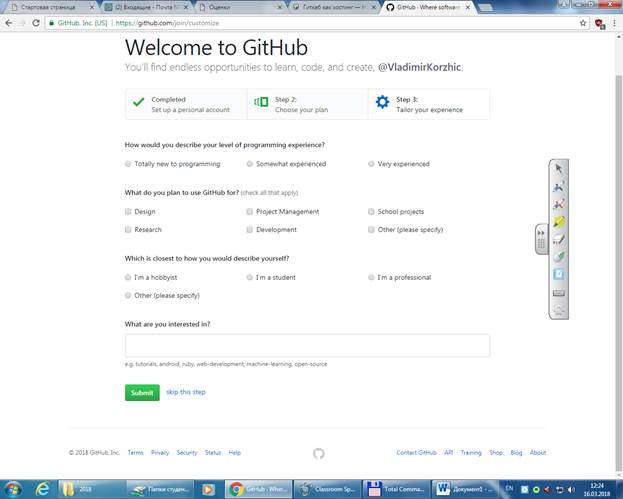 Стартовая страница
(2) Входящие - Почта M
Оценки
Гитхаб как хостинг — Н
GitHub - Where software
GitHub, Inc. [US] | https://github.com/join/customize
Welcome to GitHub
You'll find endless opportunities to learn, code, and create, @VladimirKorzhic.
Completed
Set up a personal account
Step 2:
Choose your plan
Step 3:
Tailor your experience
How would you describe your level of programming experience?
Totally new to programming Somewhat experienced Very experienced
What do you plan to use GitHub for? (check all that apply)
Design Project Management School projects
Research Development Other (please specify)
Which is closest to how you would describe yourself?
I'm a hobbyist I'm a student I'm a professional
Other (please specify)
What are you interested in?
e.g. tutorials, android, ruby, web-development, machine-learning, open-source
Submit skip this step
© 2018 GitHub, Inc. Terms Privacy Security Status Help Contact GitHub API Training Shop Blog About
2018 Папки студен... GitHub - Wher... Classroom Sp... Total Comma... Документ1 - ... EN 12:24
16.03.2018